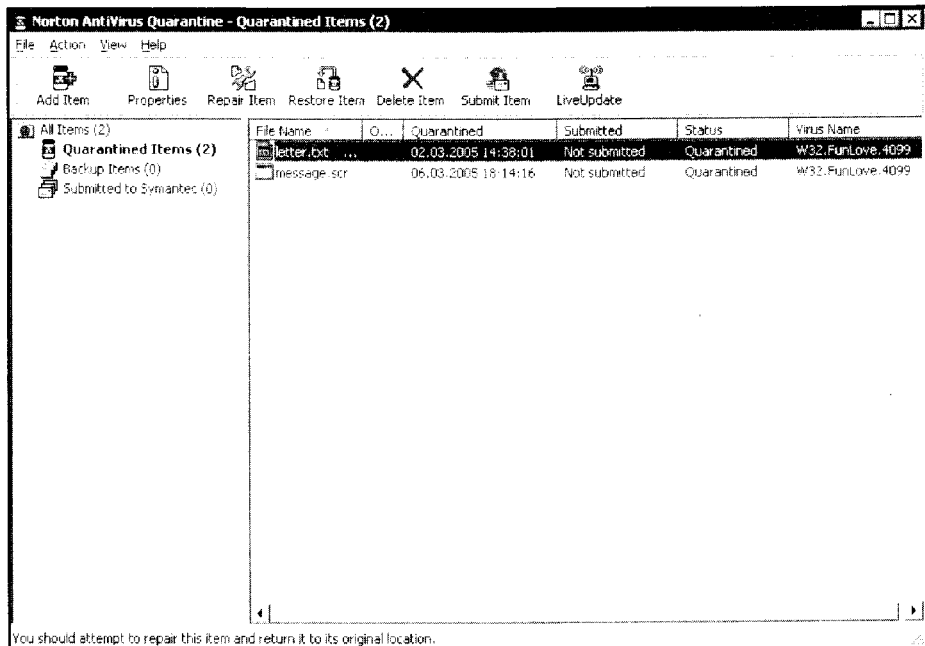 Norton AntiVirus Quarantine - Quarantined Items (2)
File Action View Help
Add Item Properties Repair Item Restore Item Delete Item Submit Item LiveUpdate
All Items (2)
Quarantined Items (2)
Backup Items (0)
Submitted to Symantec (0)
File Name O... Quarantined Submitted Status Virus Name
letter.txt ... 02.03.2005 14:38:01 Not submitted Quarantined W32.FunLove.4099
message.scr 06.03.2005 18:14:16 Not submitted Quarantined W32.FunLove.4099
You should attempt to repair this item and return it to its original location.